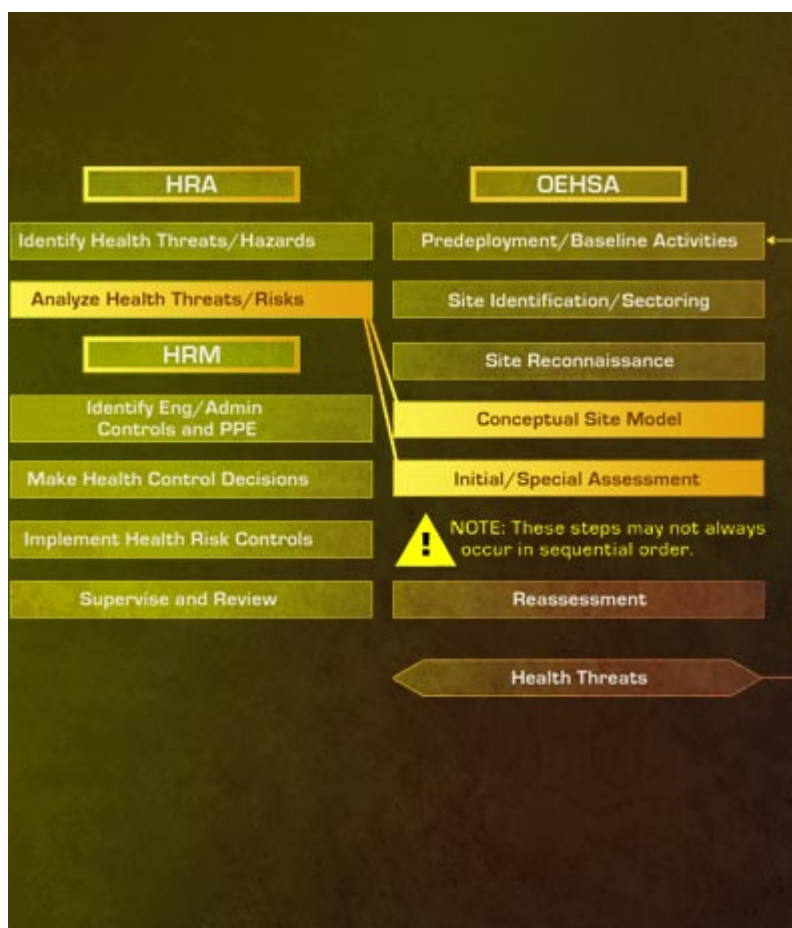 HRA
Identify Health Threats/Hazards
Analyze Health Threats/Risks
HRM
Identify Eng/Admin
Controls and PPE
Make Health Control Decisions
Implement Health Risk Controls
Supervise and Review
OEHSA
Predeployment/Baseline Activities
Site Identification/Sectoring
Site Reconnaissance
Conceptual Site Model
Initial/Special Assessment
! NOTE: These steps may not always
occur in sequential order.
Reassessment
Health Threats